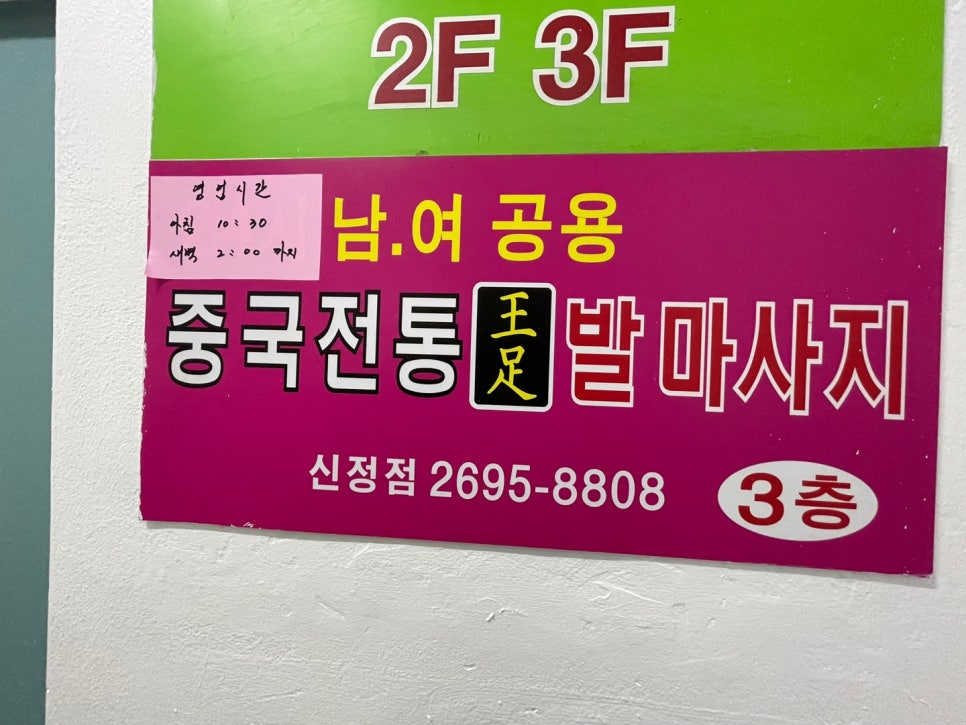 2F 3F
영업시간
아침 10:30
새벽 2:00 까지
남.여 공용
중국전통 王足 발 마사지
신정점 2695-8808
3층